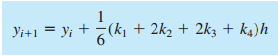 yᵢ₊₁ = yᵢ + 1/6 (k₁ + 2k₂ + 2k₃ + k₄)h